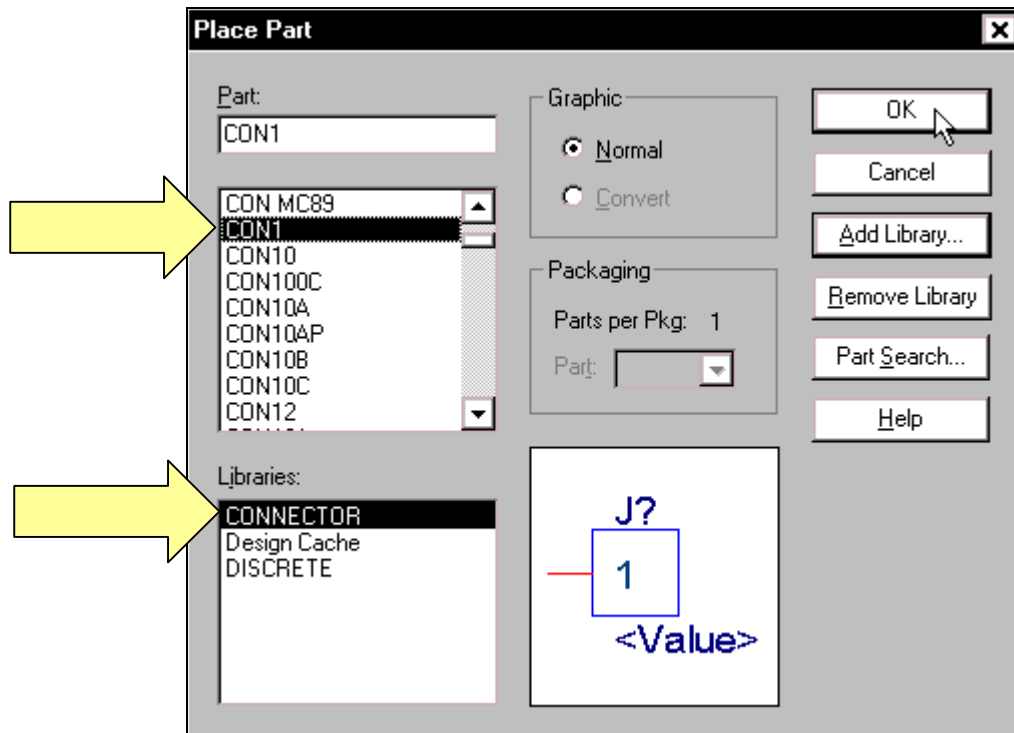 Place Part
Part:
CON1
CON MC89
CON1
CON10
CON100C
CON10A
CON10AP
CON10B
CON10C
CON12
Libraries:
CONNECTOR
Design Cache
DISCRETE
Graphic
Normal
Convert
Packaging
Parts per Pkg: 1
Part:
J?
1
<Value>
OK
Cancel
Add Library...
Remove Library
Part Search...
Help